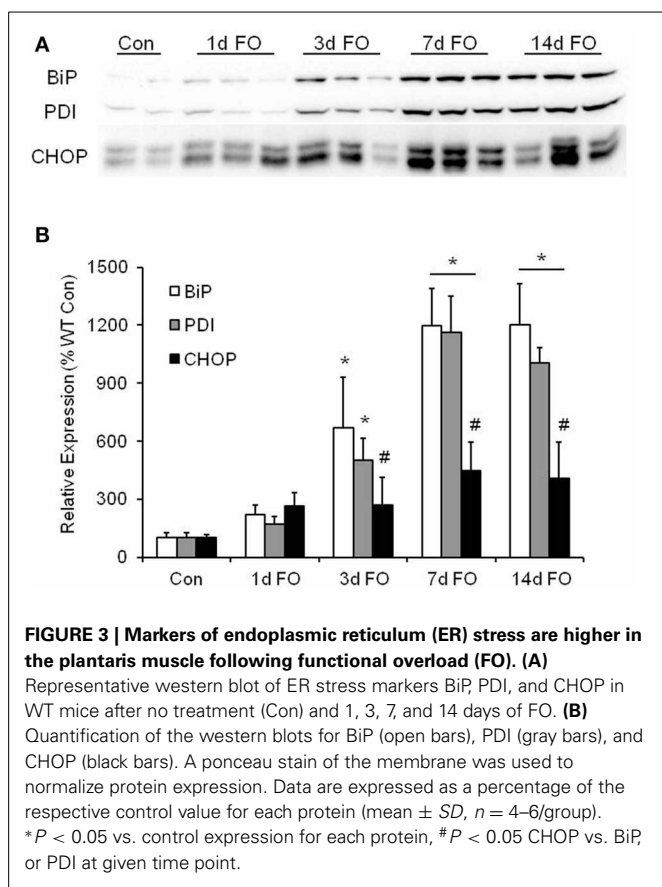 A
Con 1d FO 3d FO 7d FO 14d FO
BiP
PDI
CHOP
B
1500
1200
900
600
300
0
Relative Expression (% WT Con)
BiP
PDI
CHOP
* * # * # * #
Con 1d FO 3d FO 7d FO 14d FO
FIGURE 3 | Markers of endoplasmic reticulum (ER) stress are higher in
the plantaris muscle following functional overload (FO). (A)
Representative western blot of ER stress markers BiP, PDI, and CHOP in
WT mice after no treatment (Con) and 1, 3, 7, and 14 days of FO. (B)
Quantification of the western blots for BiP (open bars), PDI (gray bars), and
CHOP (black bars). A ponceau stain of the membrane was used to
normalize protein expression. Data are expressed as a percentage of the
respective control value for each protein (mean ± SD, n = 4–6/group).
*P < 0.05 vs. control expression for each protein, #P < 0.05 CHOP vs. BiP,
or PDI at given time point.